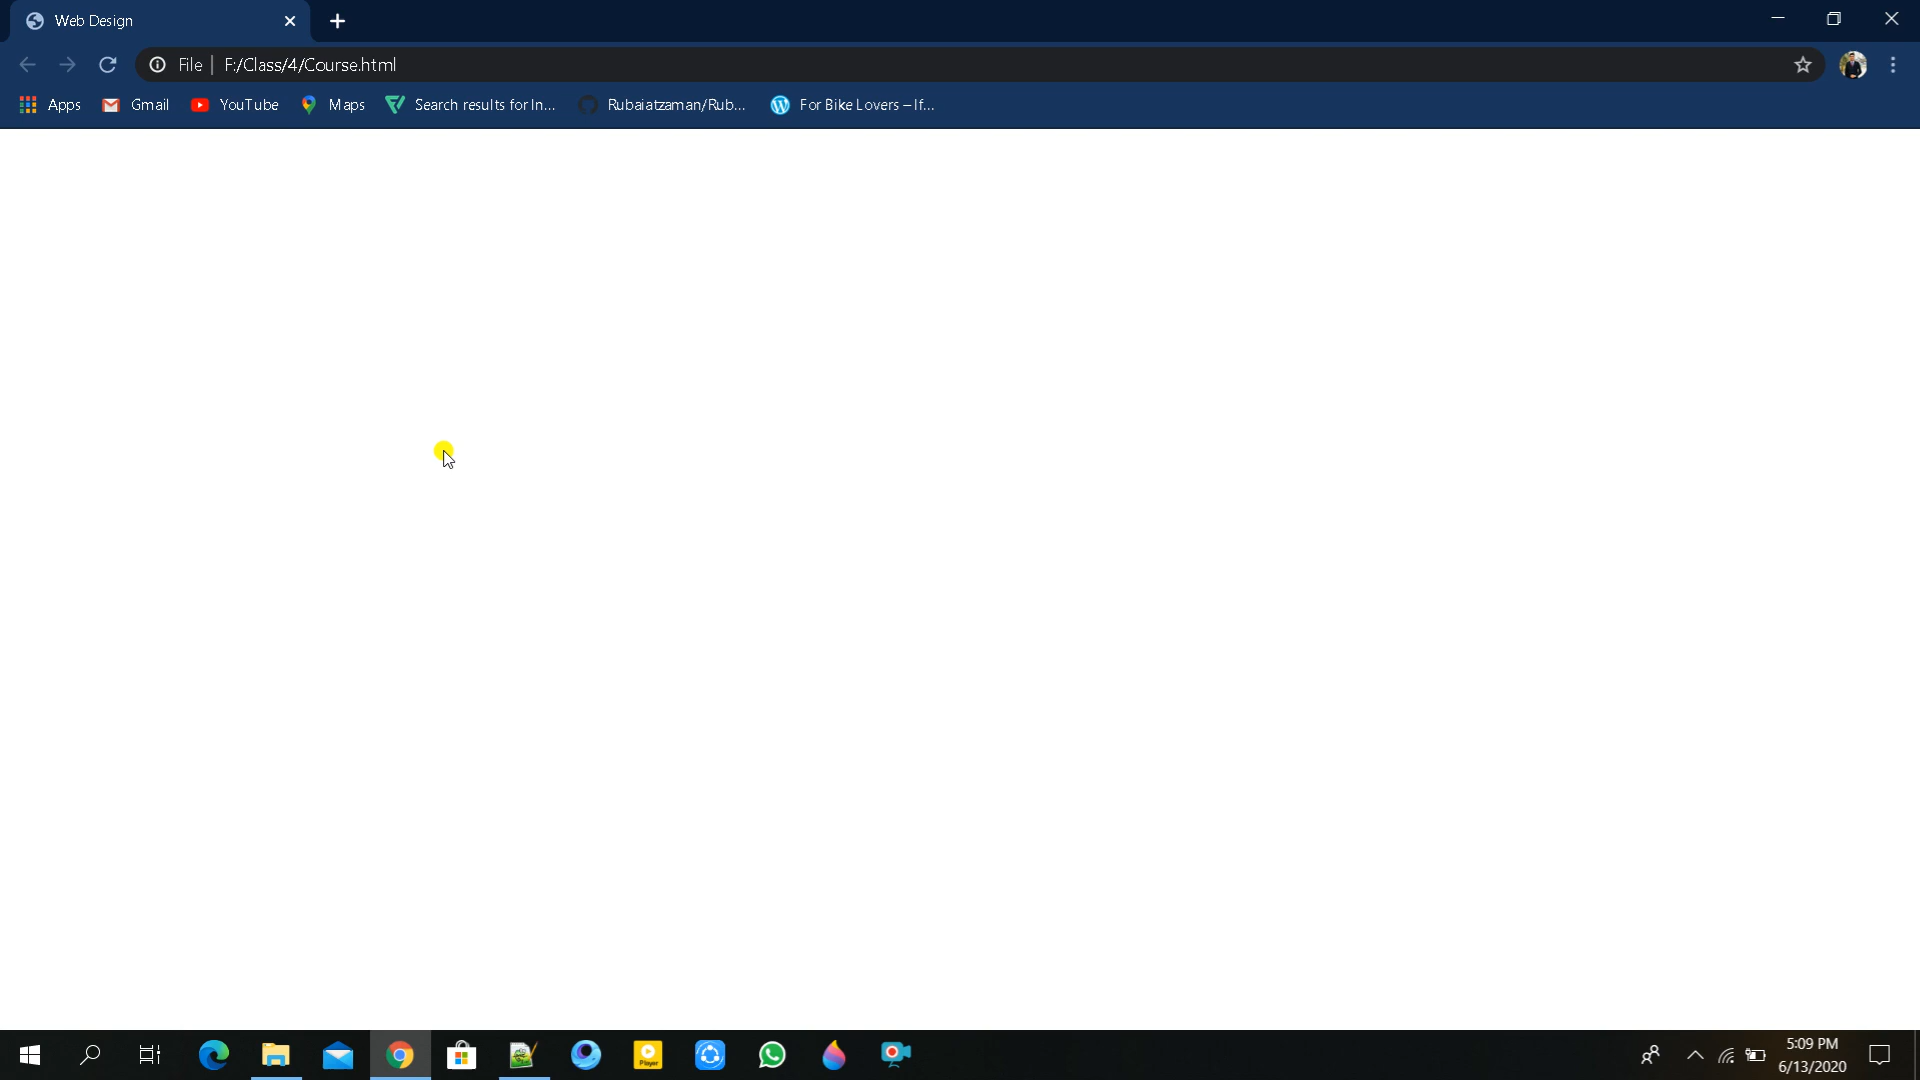 Web Design
File | F:/Class/4/Course.html
Apps Gmail YouTube Maps Search results for In... Rubaiatzaman/Rub... For Bike Lovers – If...
Player
5:09 PM
6/13/2020